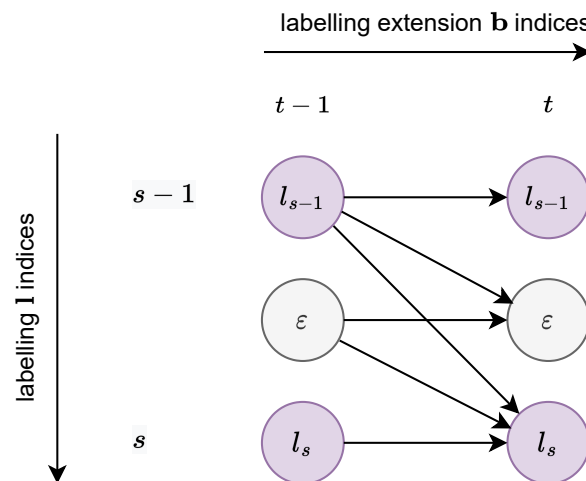 labelling extension b indices
t − 1 t
s − 1
l_{s−1} l_{s−1}
ε ε
s
l_s l_s
labelling l indices